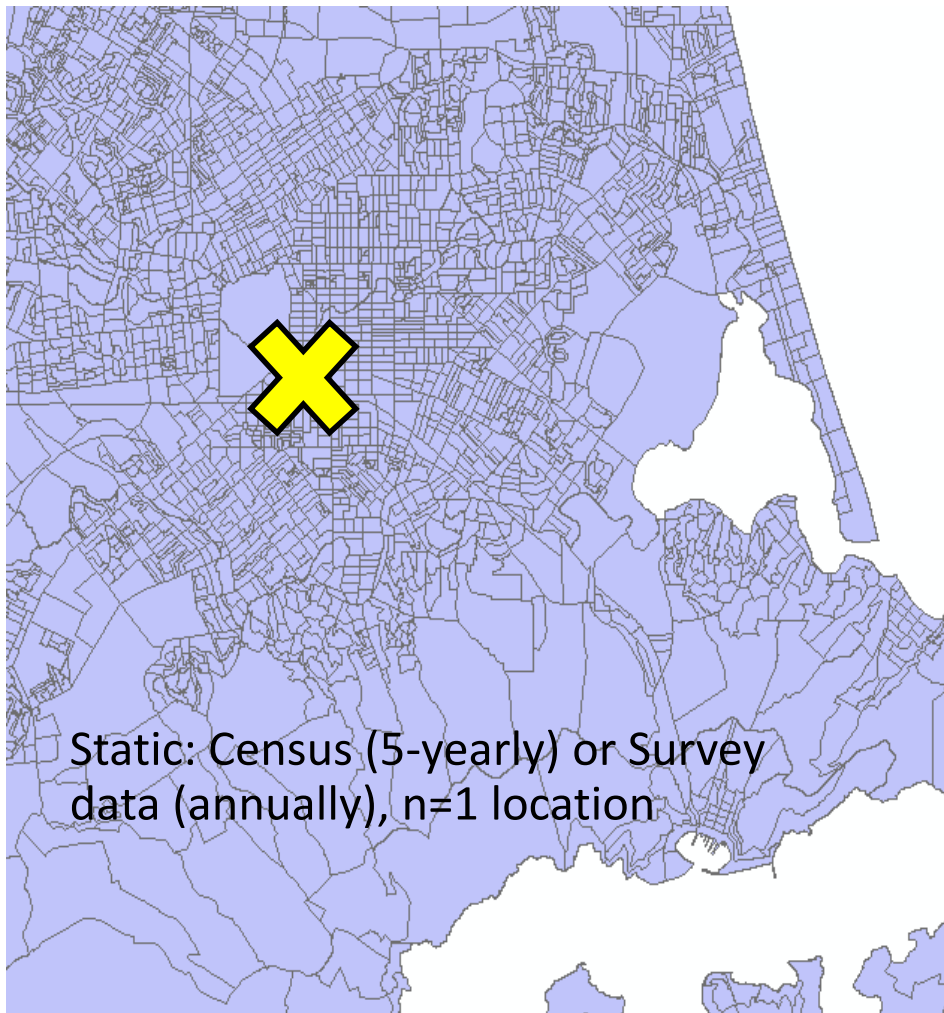 Static: Census (5-yearly) or Survey
data (annually), n=1 location